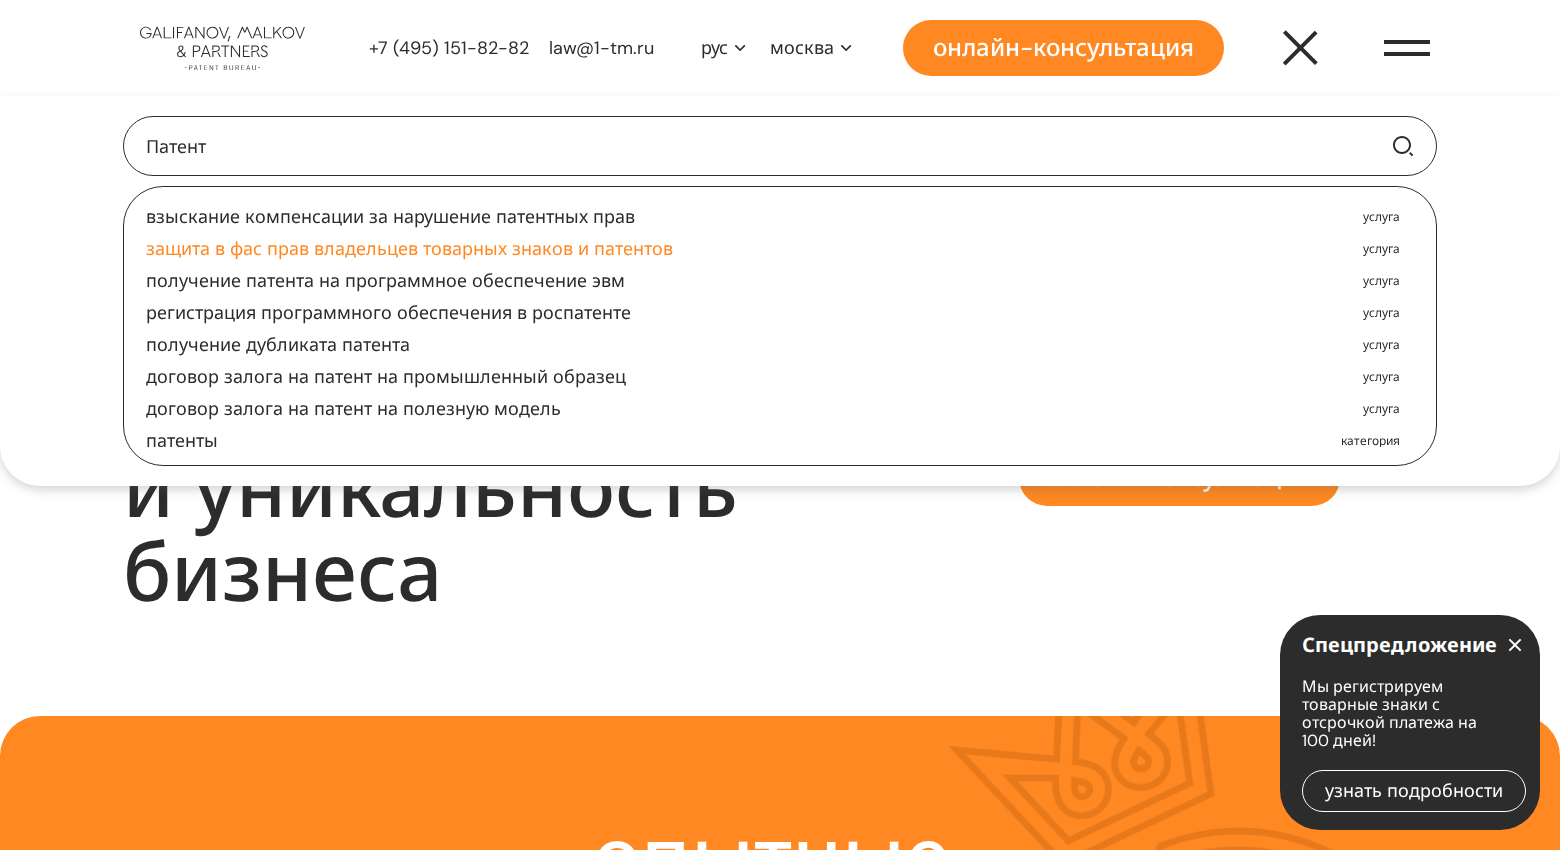 GALIFANOV, MALKOV
& PARTNERS
-PATENT BUREAU-
+7 (495) 151-82-82
law@1-tm.ru
рус
москва
онлайн-консультация
Патент
взыскание компенсации за нарушение патентных прав
услуга
защита в фас прав владельцев товарных знаков и патентов
услуга
получение патента на программное обеспечение эвм
услуга
регистрация программного обеспечения в роспатенте
услуга
получение дубликата патента
услуга
договор залога на патент на промышленный образец
услуга
договор залога на патент на полезную модель
услуга
патенты
категория
и уникальность
бизнеса
Спецпредложение
Мы регистрируем
товарные знаки с
отсрочкой платежа на
100 дней!
узнать подробности
опытные